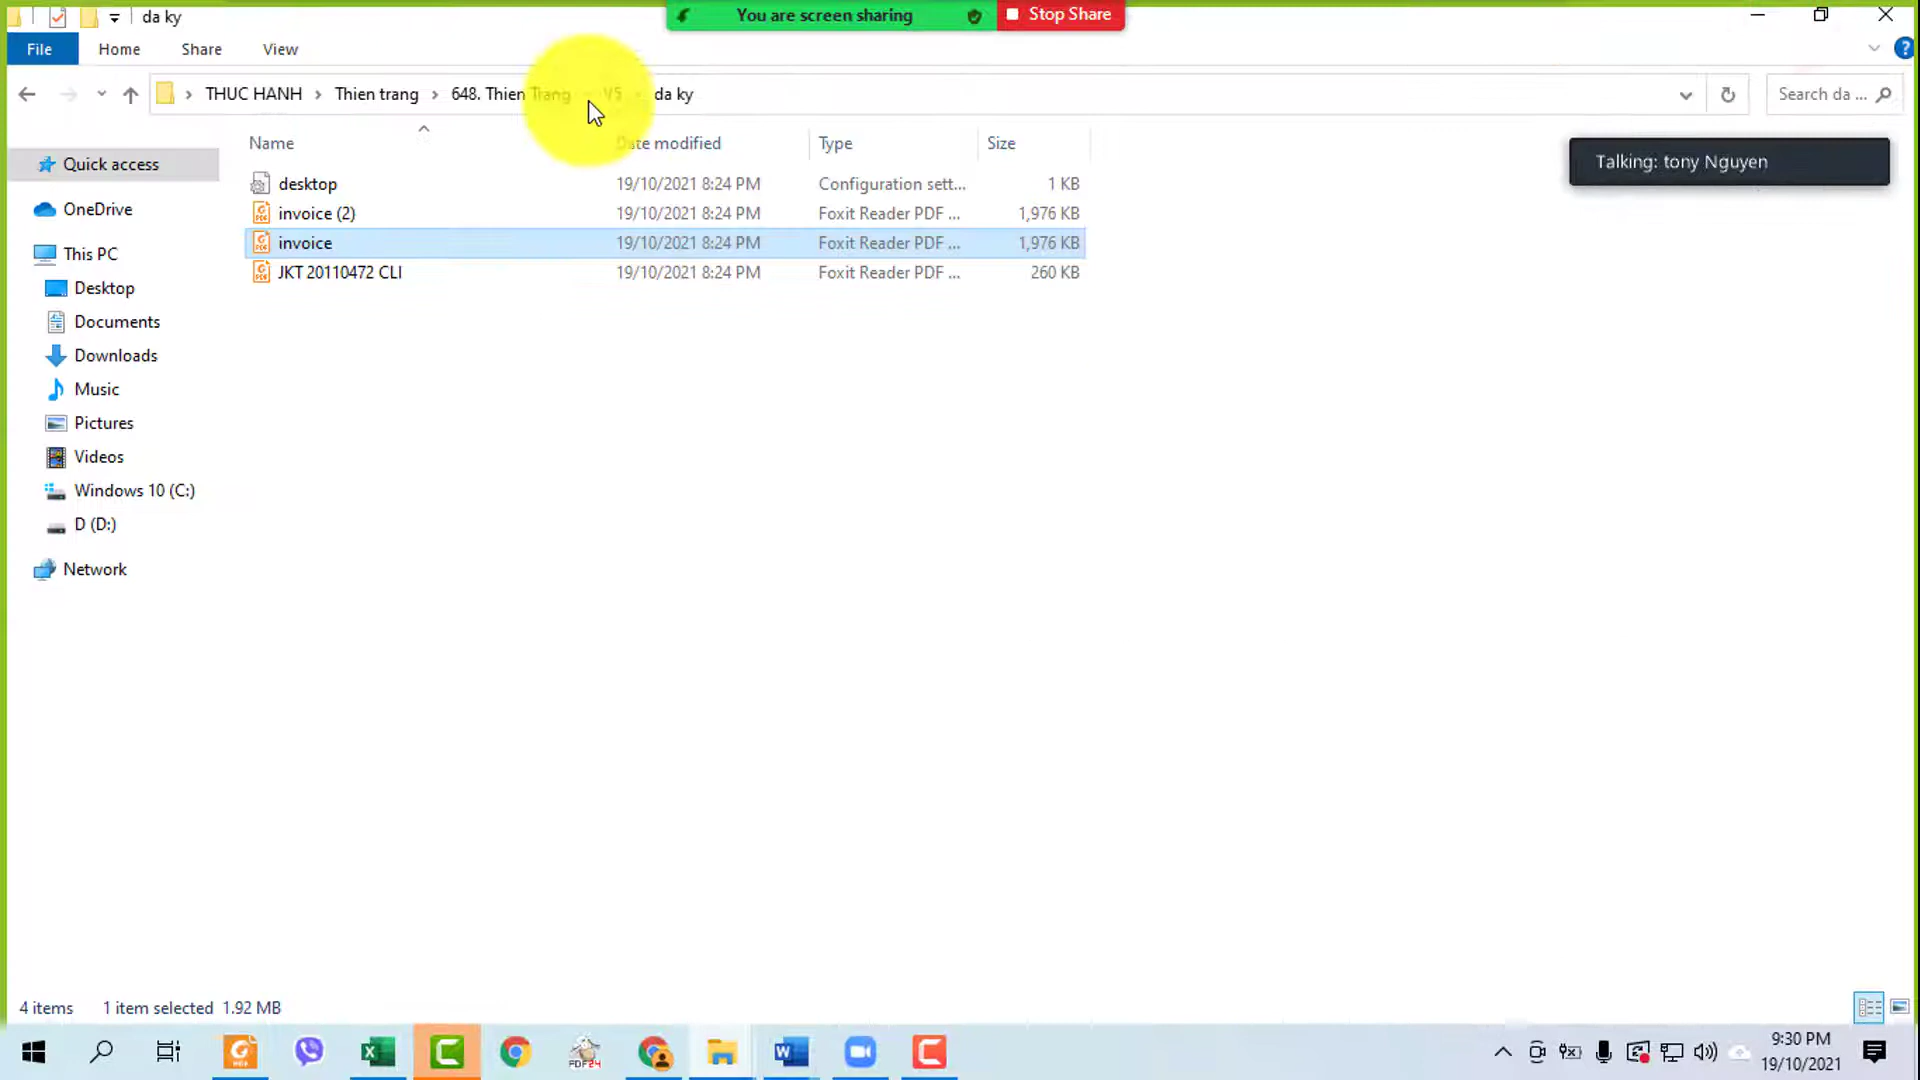 da ky
You are screen sharing
Stop Share
File
Home
Share
View
THUC HANH
Thien trang
648. Thien Trang
V5
da ky
Search da ...
Name
Date modified
Type
Size
Talking: tony Nguyen
desktop
19/10/2021 8:24 PM
Configuration sett...
1 KB
invoice (2)
19/10/2021 8:24 PM
Foxit Reader PDF ...
1,976 KB
invoice
19/10/2021 8:24 PM
Foxit Reader PDF ...
1,976 KB
JKT 20110472 CLI
19/10/2021 8:24 PM
Foxit Reader PDF ...
260 KB
Quick access
OneDrive
This PC
Desktop
Documents
Downloads
Music
Pictures
Videos
Windows 10 (C:)
D (D:)
Network
4 items
1 item selected 1.92 MB
PDF24
9:30 PM
19/10/2021